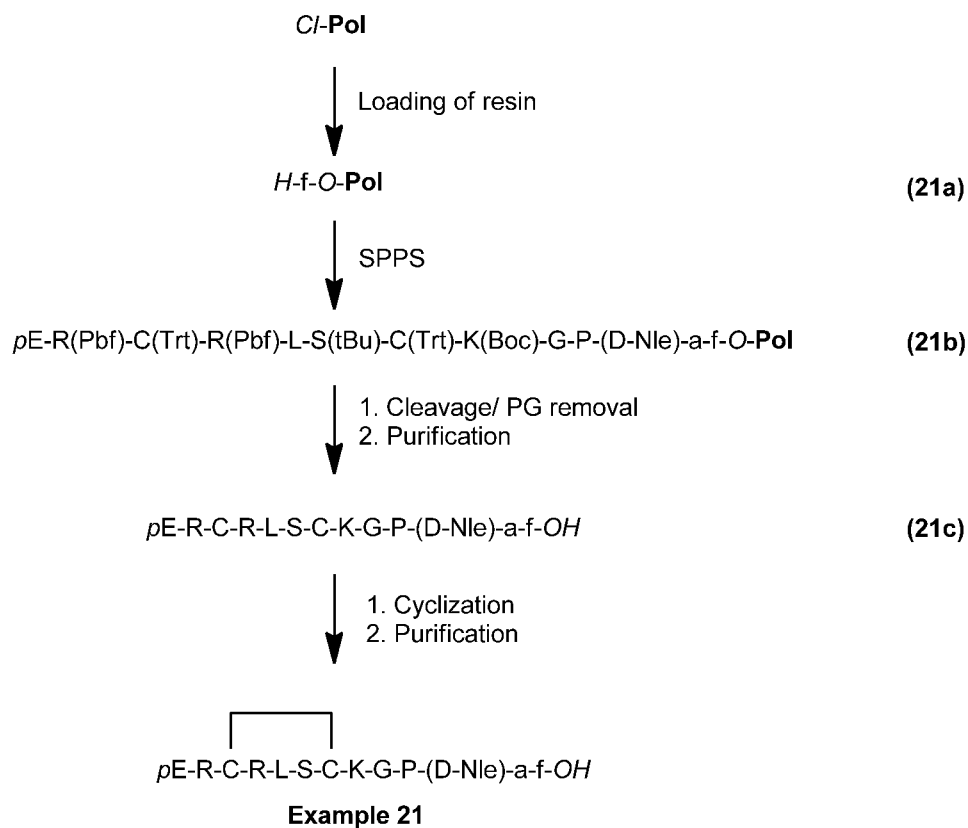 Cl-Pol
Loading of resin
H-f-O-Pol
(21a)
SPPS
pE-R(Pbf)-C(Trt)-R(Pbf)-L-S(tBu)-C(Trt)-K(Boc)-G-P-(D-Nle)-a-f-O-Pol
(21b)
1. Cleavage/ PG removal
2. Purification
pE-R-C-R-L-S-C-K-G-P-(D-Nle)-a-f-OH
(21c)
1. Cyclization
2. Purification
pE-R-C-R-L-S-C-K-G-P-(D-Nle)-a-f-OH
Example 21